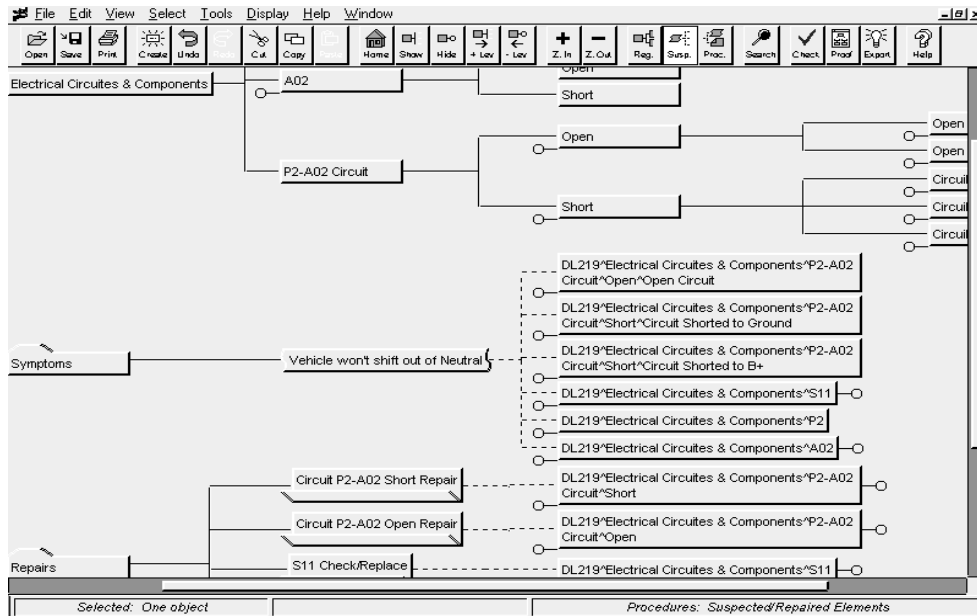 File Edit View Select Tools Display Help Window
Open Save Print Create Undo Redo Cut Copy Paste Home Show Hide + Lev - Lev Z. In Z. Out Reg. Susp. Proc. Search Check Proof Export Help
Electrical Circuites & Components
A02
Open
Short
P2-A02 Circuit
Open
Short
Open
Open
Circuit
Circuit
Circuit
Symptoms
Vehicle won't shift out of Neutral
DL219^Electrical Circuites & Components^P2-A02
Circuit^Open^Open Circuit
DL219^Electrical Circuites & Components^P2-A02
Circuit^Short^Circuit Shorted to Ground
DL219^Electrical Circuites & Components^P2-A02
Circuit^Short^Circuit Shorted to B+
DL219^Electrical Circuites & Components^S11
DL219^Electrical Circuites & Components^P2
DL219^Electrical Circuites & Components^A02
Repairs
Circuit P2-A02 Short Repair
DL219^Electrical Circuites & Components^P2-A02
Circuit^Short
Circuit P2-A02 Open Repair
DL219^Electrical Circuites & Components^P2-A02
Circuit^Open
S11 Check/Replace
DL219^Electrical Circuites & Components^S11
Selected: One object
Procedures: Suspected/Repaired Elements